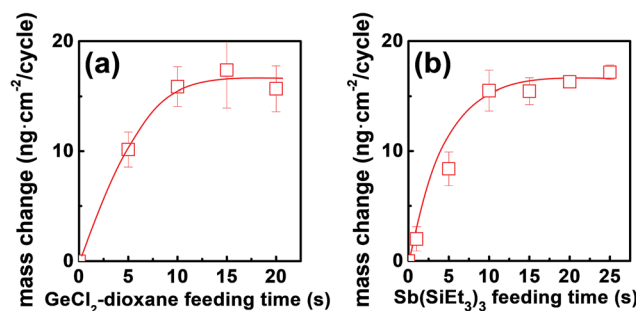 (a)
mass change (ng·cm⁻²/cycle)
20
10
0
0 5 10 15 20
GeCl₂-dioxane feeding time (s)
(b)
mass change (ng·cm⁻²/cycle)
20
10
0
0 5 10 15 20 25
Sb(SiEt₃)₃ feeding time (s)